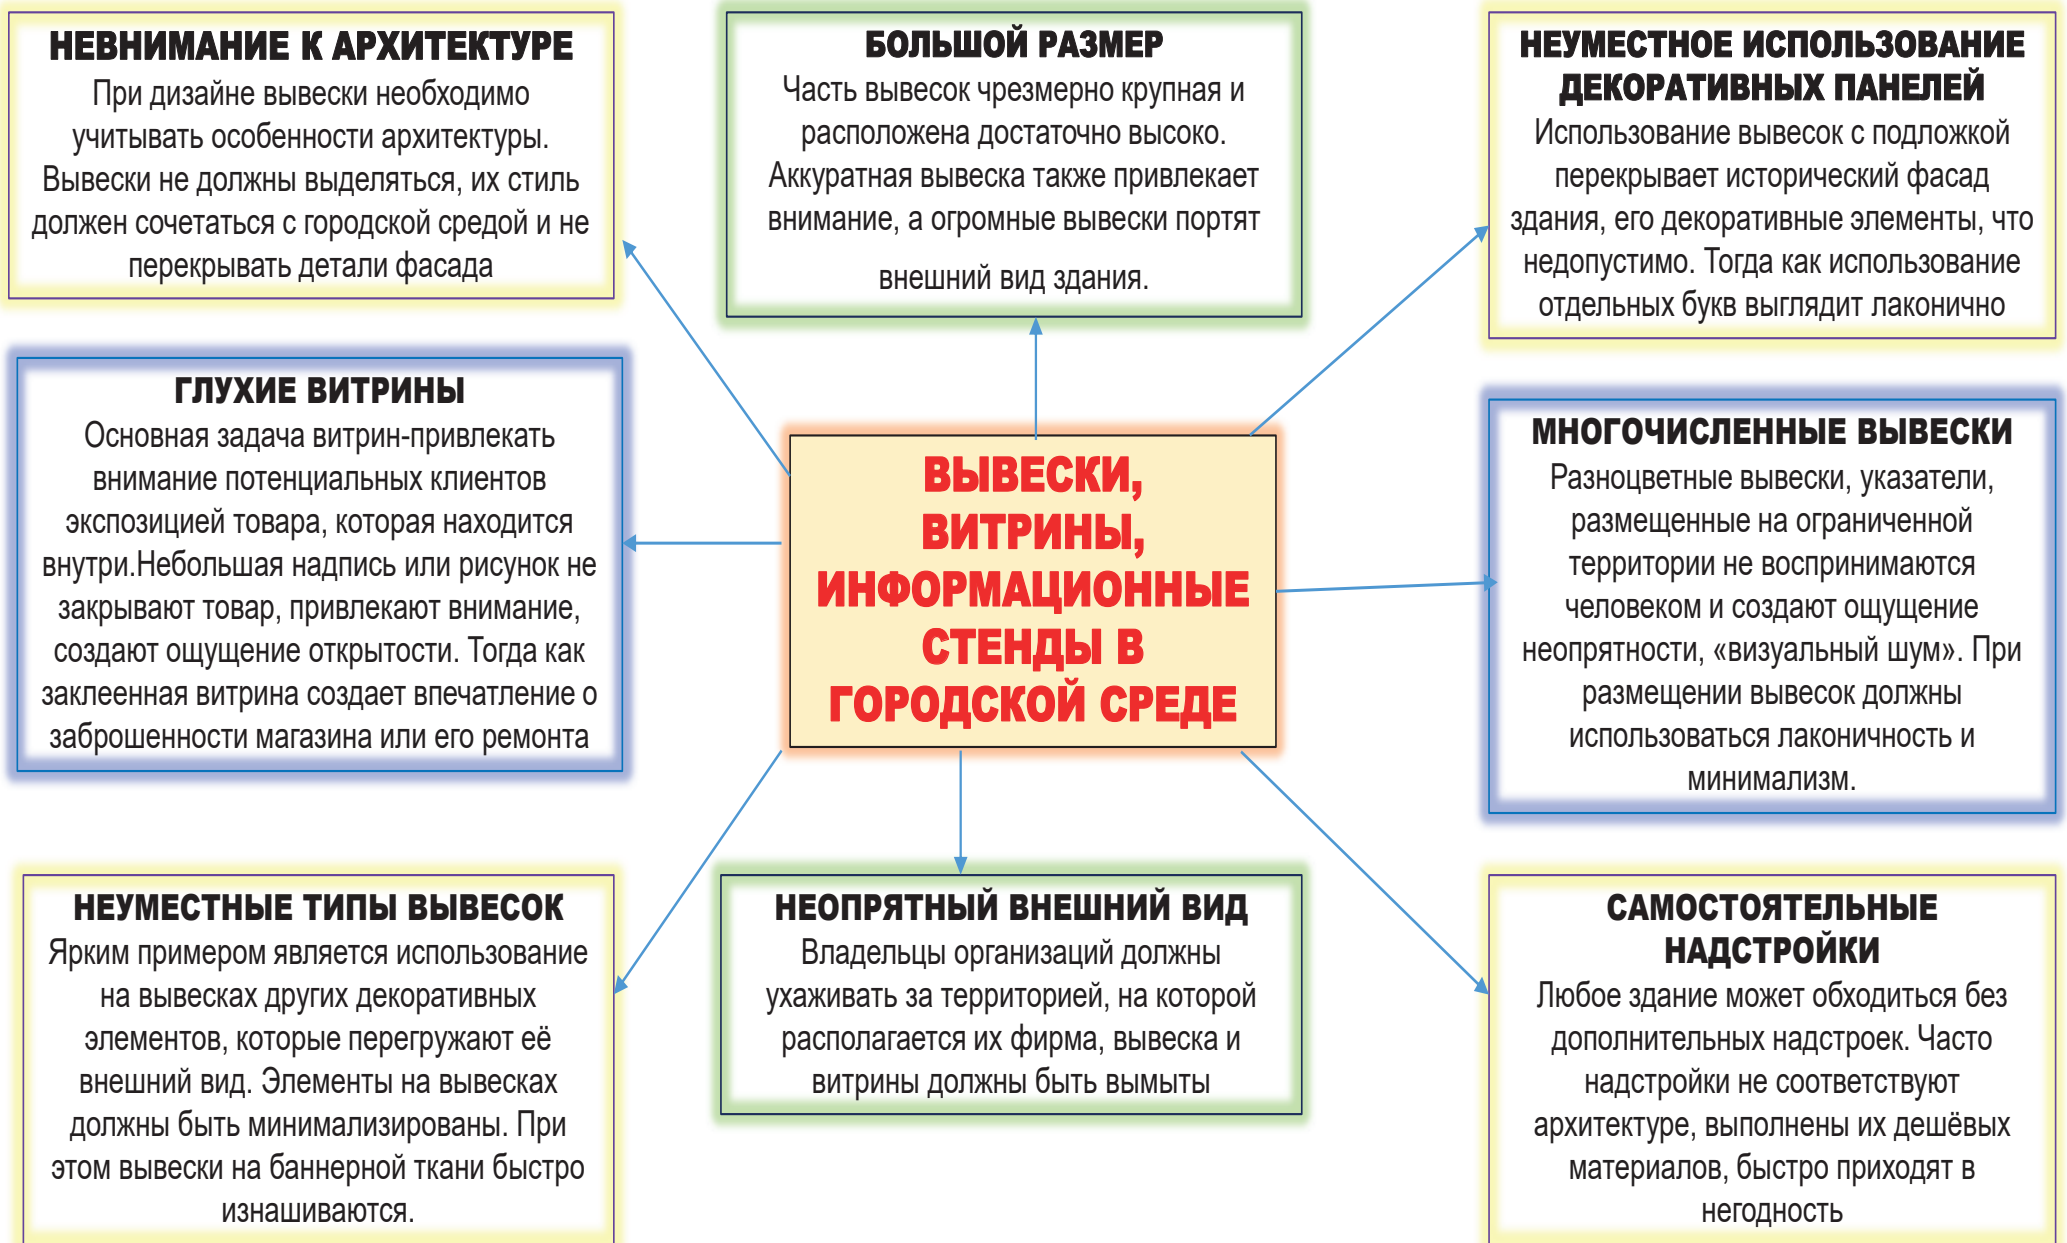 НЕВНИМАНИЕ К АРХИТЕКТУРЕ
При дизайне вывески необходимо
учитывать особенности архитектуры.
Вывески не должны выделяться, их стиль
должен сочетаться с городской средой и не
перекрывать детали фасада
БОЛЬШОЙ РАЗМЕР
Часть вывесок чрезмерно крупная и
расположена достаточно высоко.
Аккуратная вывеска также привлекает
внимание, а огромные вывески портят
внешний вид здания.
НЕУМЕСТНОЕ ИСПОЛЬЗОВАНИЕ
ДЕКОРАТИВНЫХ ПАНЕЛЕЙ
Использование вывесок с подложкой
перекрывает исторический фасад
здания, его декоративные элементы, что
недопустимо. Тогда как использование
отдельных букв выглядит лаконично
ГЛУХИЕ ВИТРИНЫ
Основная задача витрин-привлекать
внимание потенциальных клиентов
экспозицией товара, которая находится
внутри.Небольшая надпись или рисунок не
закрывают товар, привлекают внимание,
создают ощущение открытости. Тогда как
заклеенная витрина создает впечатление о
заброшенности магазина или его ремонта
ВЫВЕСКИ,
ВИТРИНЫ,
ИНФОРМАЦИОННЫЕ
СТЕНДЫ В
ГОРОДСКОЙ СРЕДЕ
МНОГОЧИСЛЕННЫЕ ВЫВЕСКИ
Разноцветные вывески, указатели,
размещенные на ограниченной
территории не воспринимаются
человеком и создают ощущение
неопрятности, «визуальный шум». При
размещении вывесок должны
использоваться лаконичность и
минимализм.
НЕУМЕСТНЫЕ ТИПЫ ВЫВЕСОК
Ярким примером является использование
на вывесках других декоративных
элементов, которые перегружают её
внешний вид. Элементы на вывесках
должны быть минимализированы. При
этом вывески на баннерной ткани быстро
изнашиваются.
НЕОПРЯТНЫЙ ВНЕШНИЙ ВИД
Владельцы организаций должны
ухаживать за территорией, на которой
располагается их фирма, вывеска и
витрины должны быть вымыты
САМОСТОЯТЕЛЬНЫЕ
НАДСТРОЙКИ
Любое здание может обходиться без
дополнительных надстроек. Часто
надстройки не соответствуют
архитектуре, выполнены их дешёвых
материалов, быстро приходят в
негодность